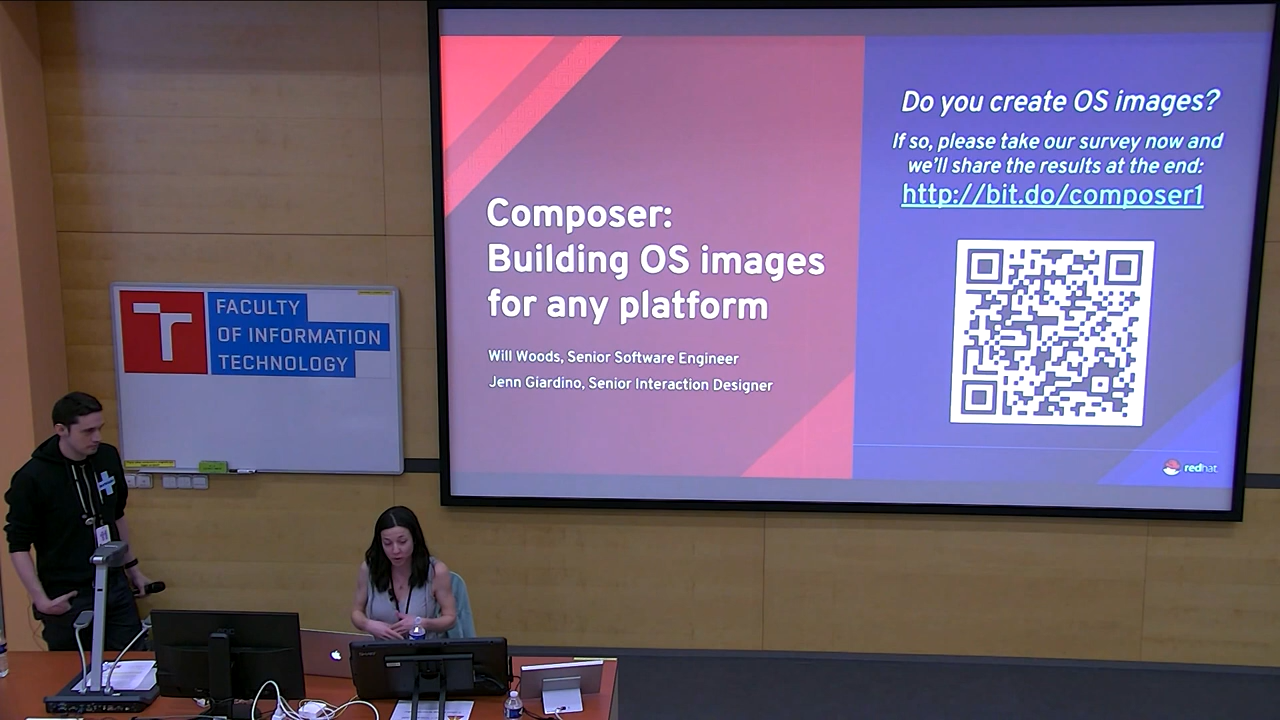 Do you create OS images?
If so, please take our survey now and
we'll share the results at the end:
http://bit.do/composer1
Composer:
Building OS images
for any platform
Will Woods, Senior Software Engineer
Jenn Giardino, Senior Interaction Designer
redhat
FACULTY
OF INFORMATION
TECHNOLOGY